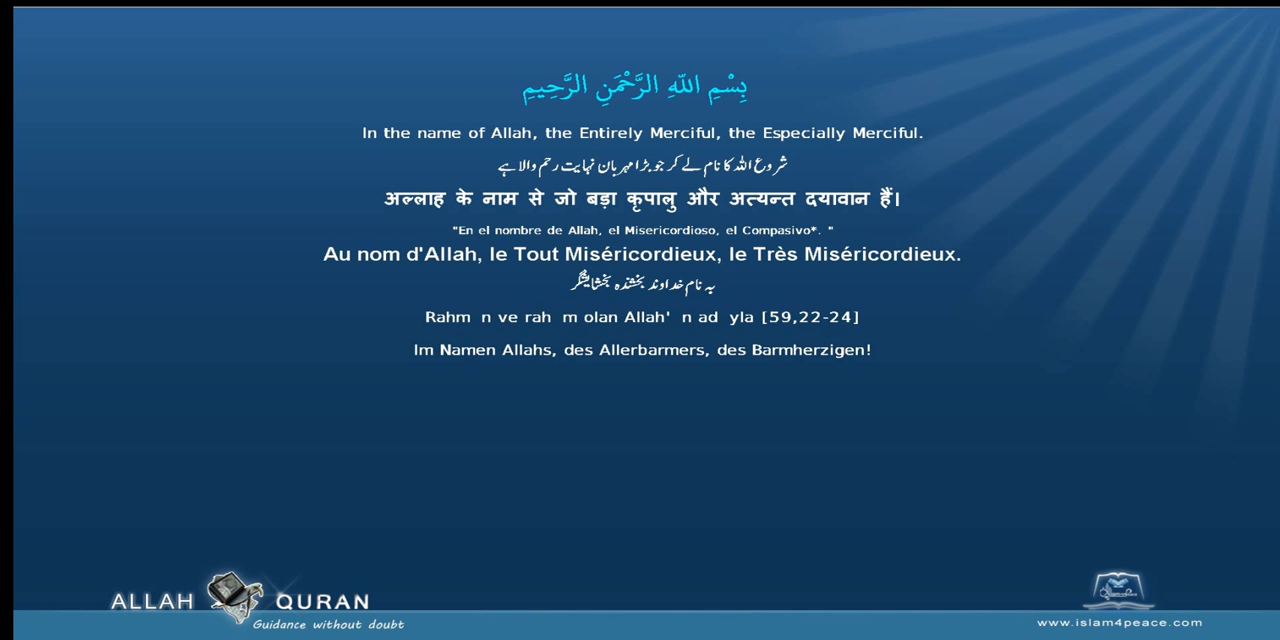 بِسْمِ اللَّهِ الرَّحْمَنِ الرَّحِيمِ
In the name of Allah, the Entirely Merciful, the Especially Merciful.
شروع الله کا نام لے کر جو بڑا مہربان نہایت رحم والا ہے
अल्लाह के नाम से जो बड़ा कृपालु और अत्यन्त दयावान हैं।
"En el nombre de Allah, el Misericordioso, el Compasivo*. "
Au nom d'Allah, le Tout Miséricordieux, le Très Miséricordieux.
به نام خداوند بخشنده بخشایشگر
Rahm n ve rah m olan Allah' n ad yla [59,22-24]
Im Namen Allahs, des Allerbarmers, des Barmherzigen!
ALLAH QURAN
Guidance without doubt
www.islam4peace.com